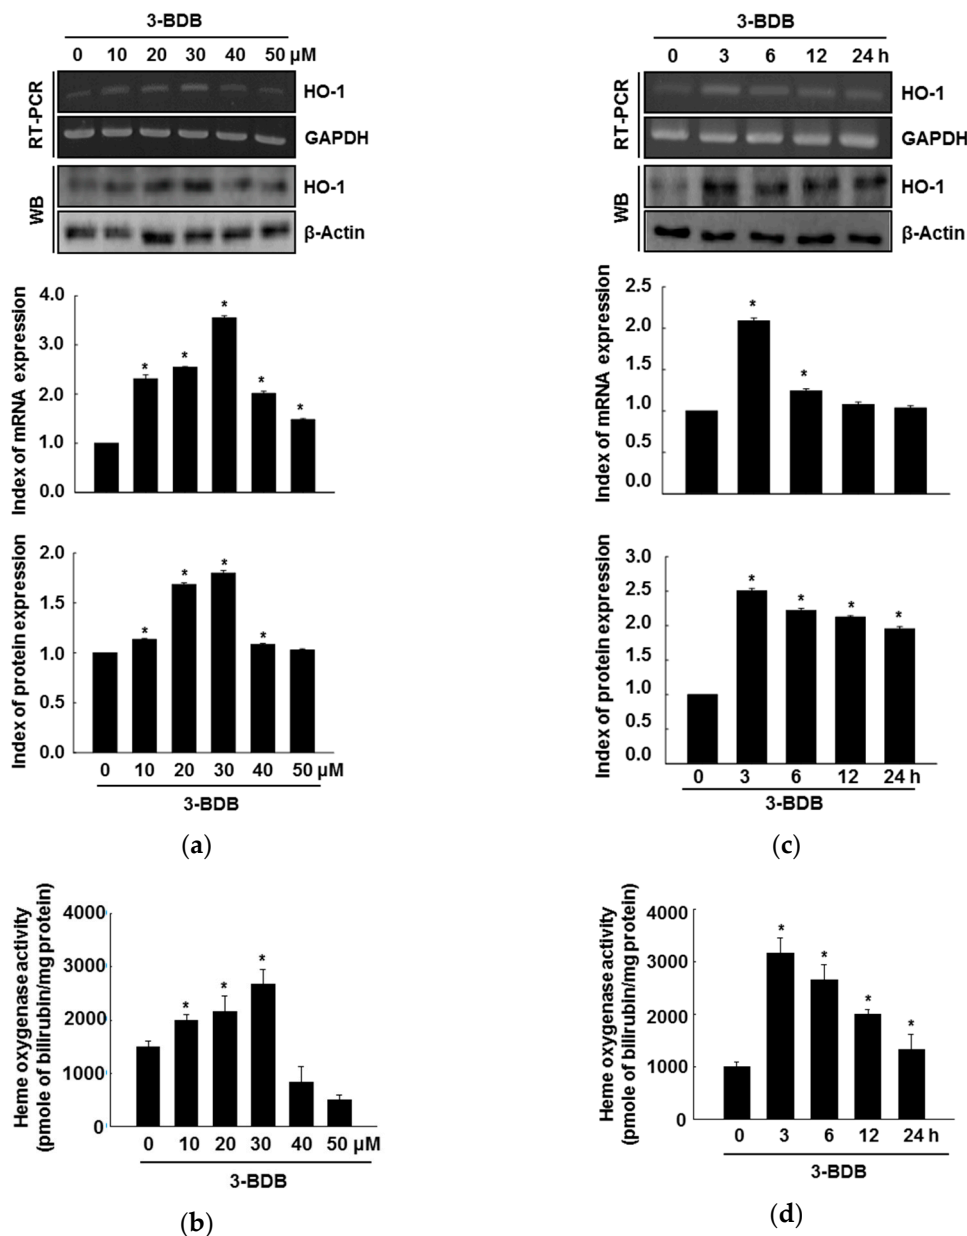 3-BDB
0 10 20 30 40 50 μM
RT-PCR
HO-1
GAPDH
WB
HO-1
β-Actin
Index of mRNA expression
4.0
3.0
2.0
1.0
0.0
* * * * *
Index of protein expression
2.0
1.5
1.0
0.5
0.0
* * * *
0 10 20 30 40 50 μM
3-BDB
(a)
Heme oxygenase activity
(pmole of bilirubin/mg protein)
4000
3000
2000
1000
0
* * *
0 10 20 30 40 50 μM
3-BDB
(b)
3-BDB
0 3 6 12 24 h
RT-PCR
HO-1
GAPDH
WB
HO-1
β-Actin
Index of mRNA expression
2.5
2.0
1.5
1.0
0.5
0.0
* *
Index of protein expression
3.0
2.5
2.0
1.5
1.0
0.5
0.0
* * * *
0 3 6 12 24 h
3-BDB
(c)
Heme oxygenase activity
(pmole of bilirubin/mg protein)
4000
3000
2000
1000
0
* * * *
0 3 6 12 24 h
3-BDB
(d)